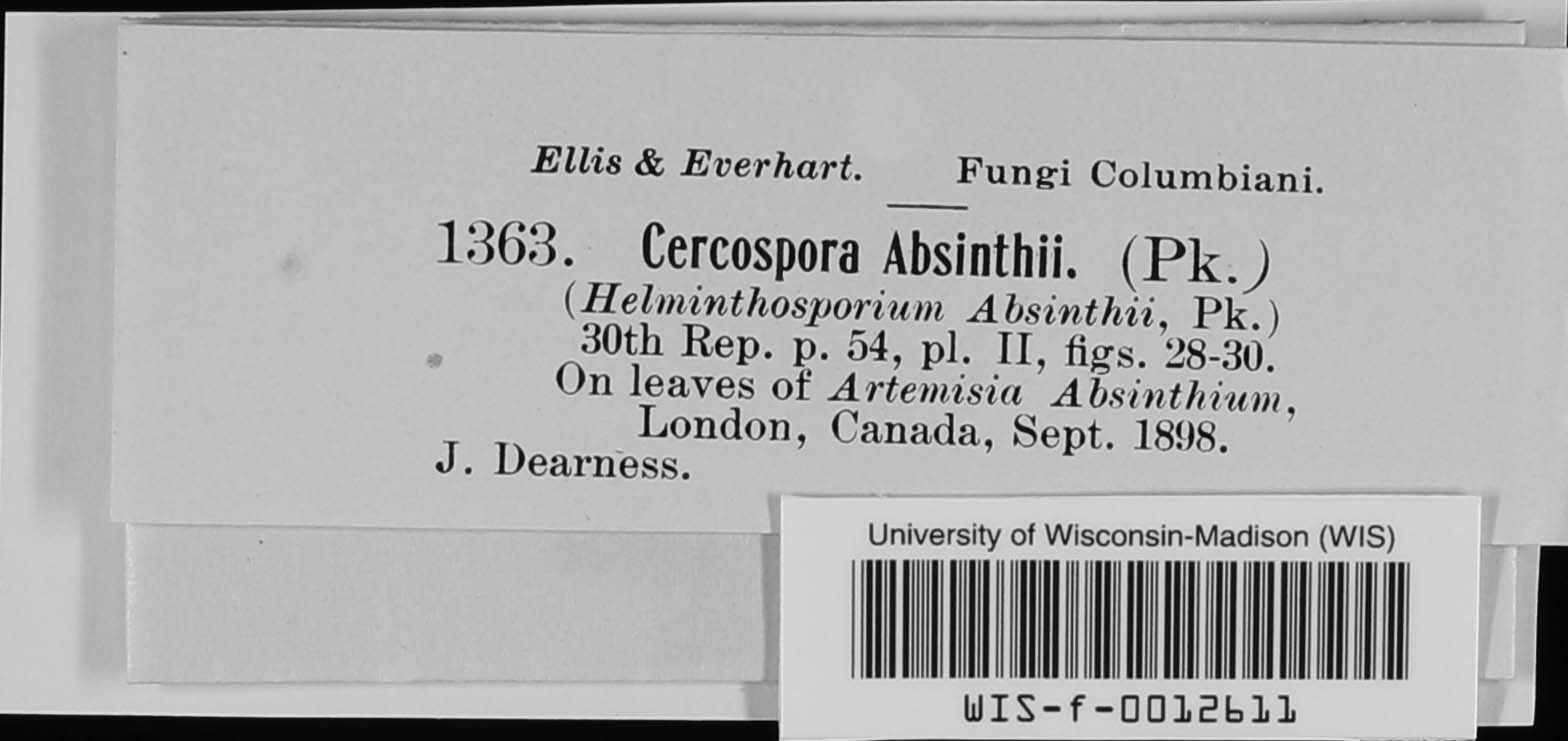 Ellis & Everhart. Fungi Columbiani.
1363. Cercospora Absinthii. (Pk.)
(Helminthosporium Absinthii, Pk.)
30th Rep. p. 54, pl. II, figs. 28-30.
On leaves of Artemisia Absinthium,
London, Canada, Sept. 1898.
J. Dearness.
University of Wisconsin-Madison (WIS)
WIS-f-0012611